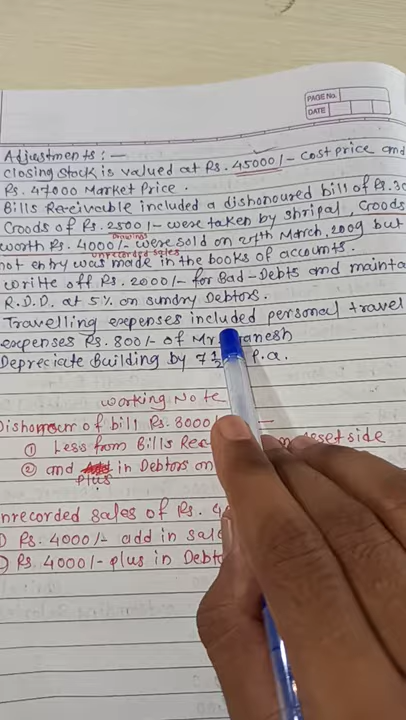 PAGE No.
DATE
Adjustments :-
closing stock is valued at Rs. 45000/- cost price and
Rs. 47000 Market Price.
Bills Receivable included a dishonoured bill of Rs. 30
Drawings
Goods of Rs. 2500/- were taken by shripal, Goods
worth Rs. 4000/- were sold on 27th March, 2009 but
unrecorded sales
not entry was made in the books of accounts.
write off Rs. 2000/- for Bad-Debts and mainta
R.D.D. at 5% on sundry Debtors.
Travelling expenses included personal travel
expenses Rs. 800/- of Mr. Ganesh
Depreciate Building by 7 1/2 P.a.
working Note
Dishonour of bill Rs. 3000/-
① Less from Bills Rec asset side
② and plus in Debtors on
nrecorded sales of Rs. 4
Rs. 4000/- add in sal
Rs. 4000/- plus in Debt